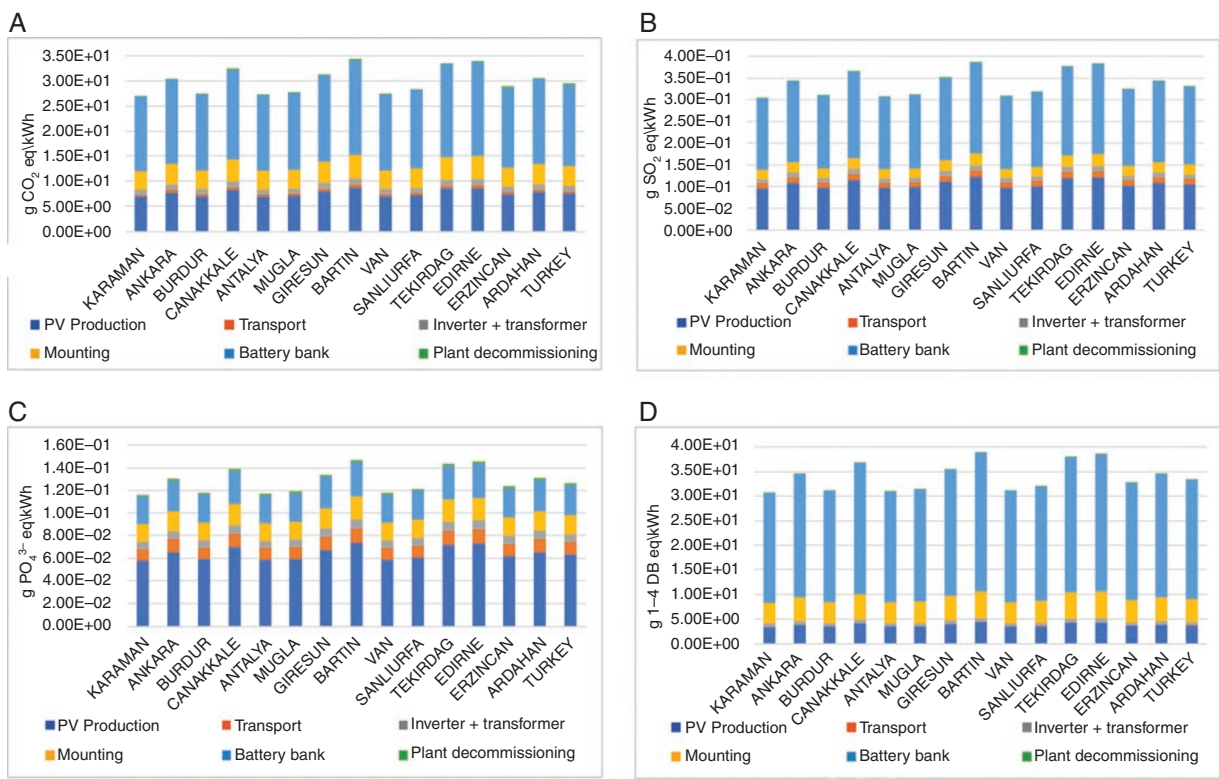 A
3.50E+01
3.00E+01
2.50E+01
2.00E+01
1.50E+01
1.00E+01
5.00E+00
0.00E+00
g CO2 eq\kWh
KARAMAN
ANKARA
BURDUR
CANAKKALE
ANTALYA
MUGLA
GIRESUN
BARTIN
VAN
SANLIURFA
TEKIRDAG
EDIRNE
ERZINCAN
ARDAHAN
TURKEY
PV Production Transport Inverter + transformer
Mounting Battery bank Plant decommissioning
B
4.00E–01
3.50E–01
3.00E–01
2.50E–01
2.00E–01
1.50E–01
1.00E–01
5.00E–02
0.00E+00
g SO2 eq\kWh
KARAMAN
ANKARA
BURDUR
CANAKKALE
ANTALYA
MUGLA
GIRESUN
BARTIN
VAN
SANLIURFA
TEKIRDAG
EDIRNE
ERZINCAN
ARDAHAN
TURKEY
PV Production Transport Inverter + transformer
Mounting Battery bank Plant decommissioning
C
1.60E–01
1.40E–01
1.20E–01
1.00E–01
8.00E–02
6.00E–02
4.00E–02
2.00E–02
0.00E+00
g PO4 3– eq\kWh
KARAMAN
ANKARA
BURDUR
CANAKKALE
ANTALYA
MUGLA
GIRESUN
BARTIN
VAN
SANLIURFA
TEKIRDAG
EDIRNE
ERZINCAN
ARDAHAN
TURKEY
PV Production Transport Inverter + transformer
Mounting Battery bank Plant decommissioning
D
4.00E+01
3.50E+01
3.00E+01
2.50E+01
2.00E+01
1.50E+01
1.00E+01
5.00E+00
0.00E+00
g 1–4 DB eq\kWh
KARAMAN
ANKARA
BURDUR
CANAKKALE
ANTALYA
MUGLA
GIRESUN
BARTIN
VAN
SANLIURFA
TEKIRDAG
EDIRNE
ERZINCAN
ARDAHAN
TURKEY
PV Production Transport Inverter + transformer
Mounting Battery bank Plant decommissioning